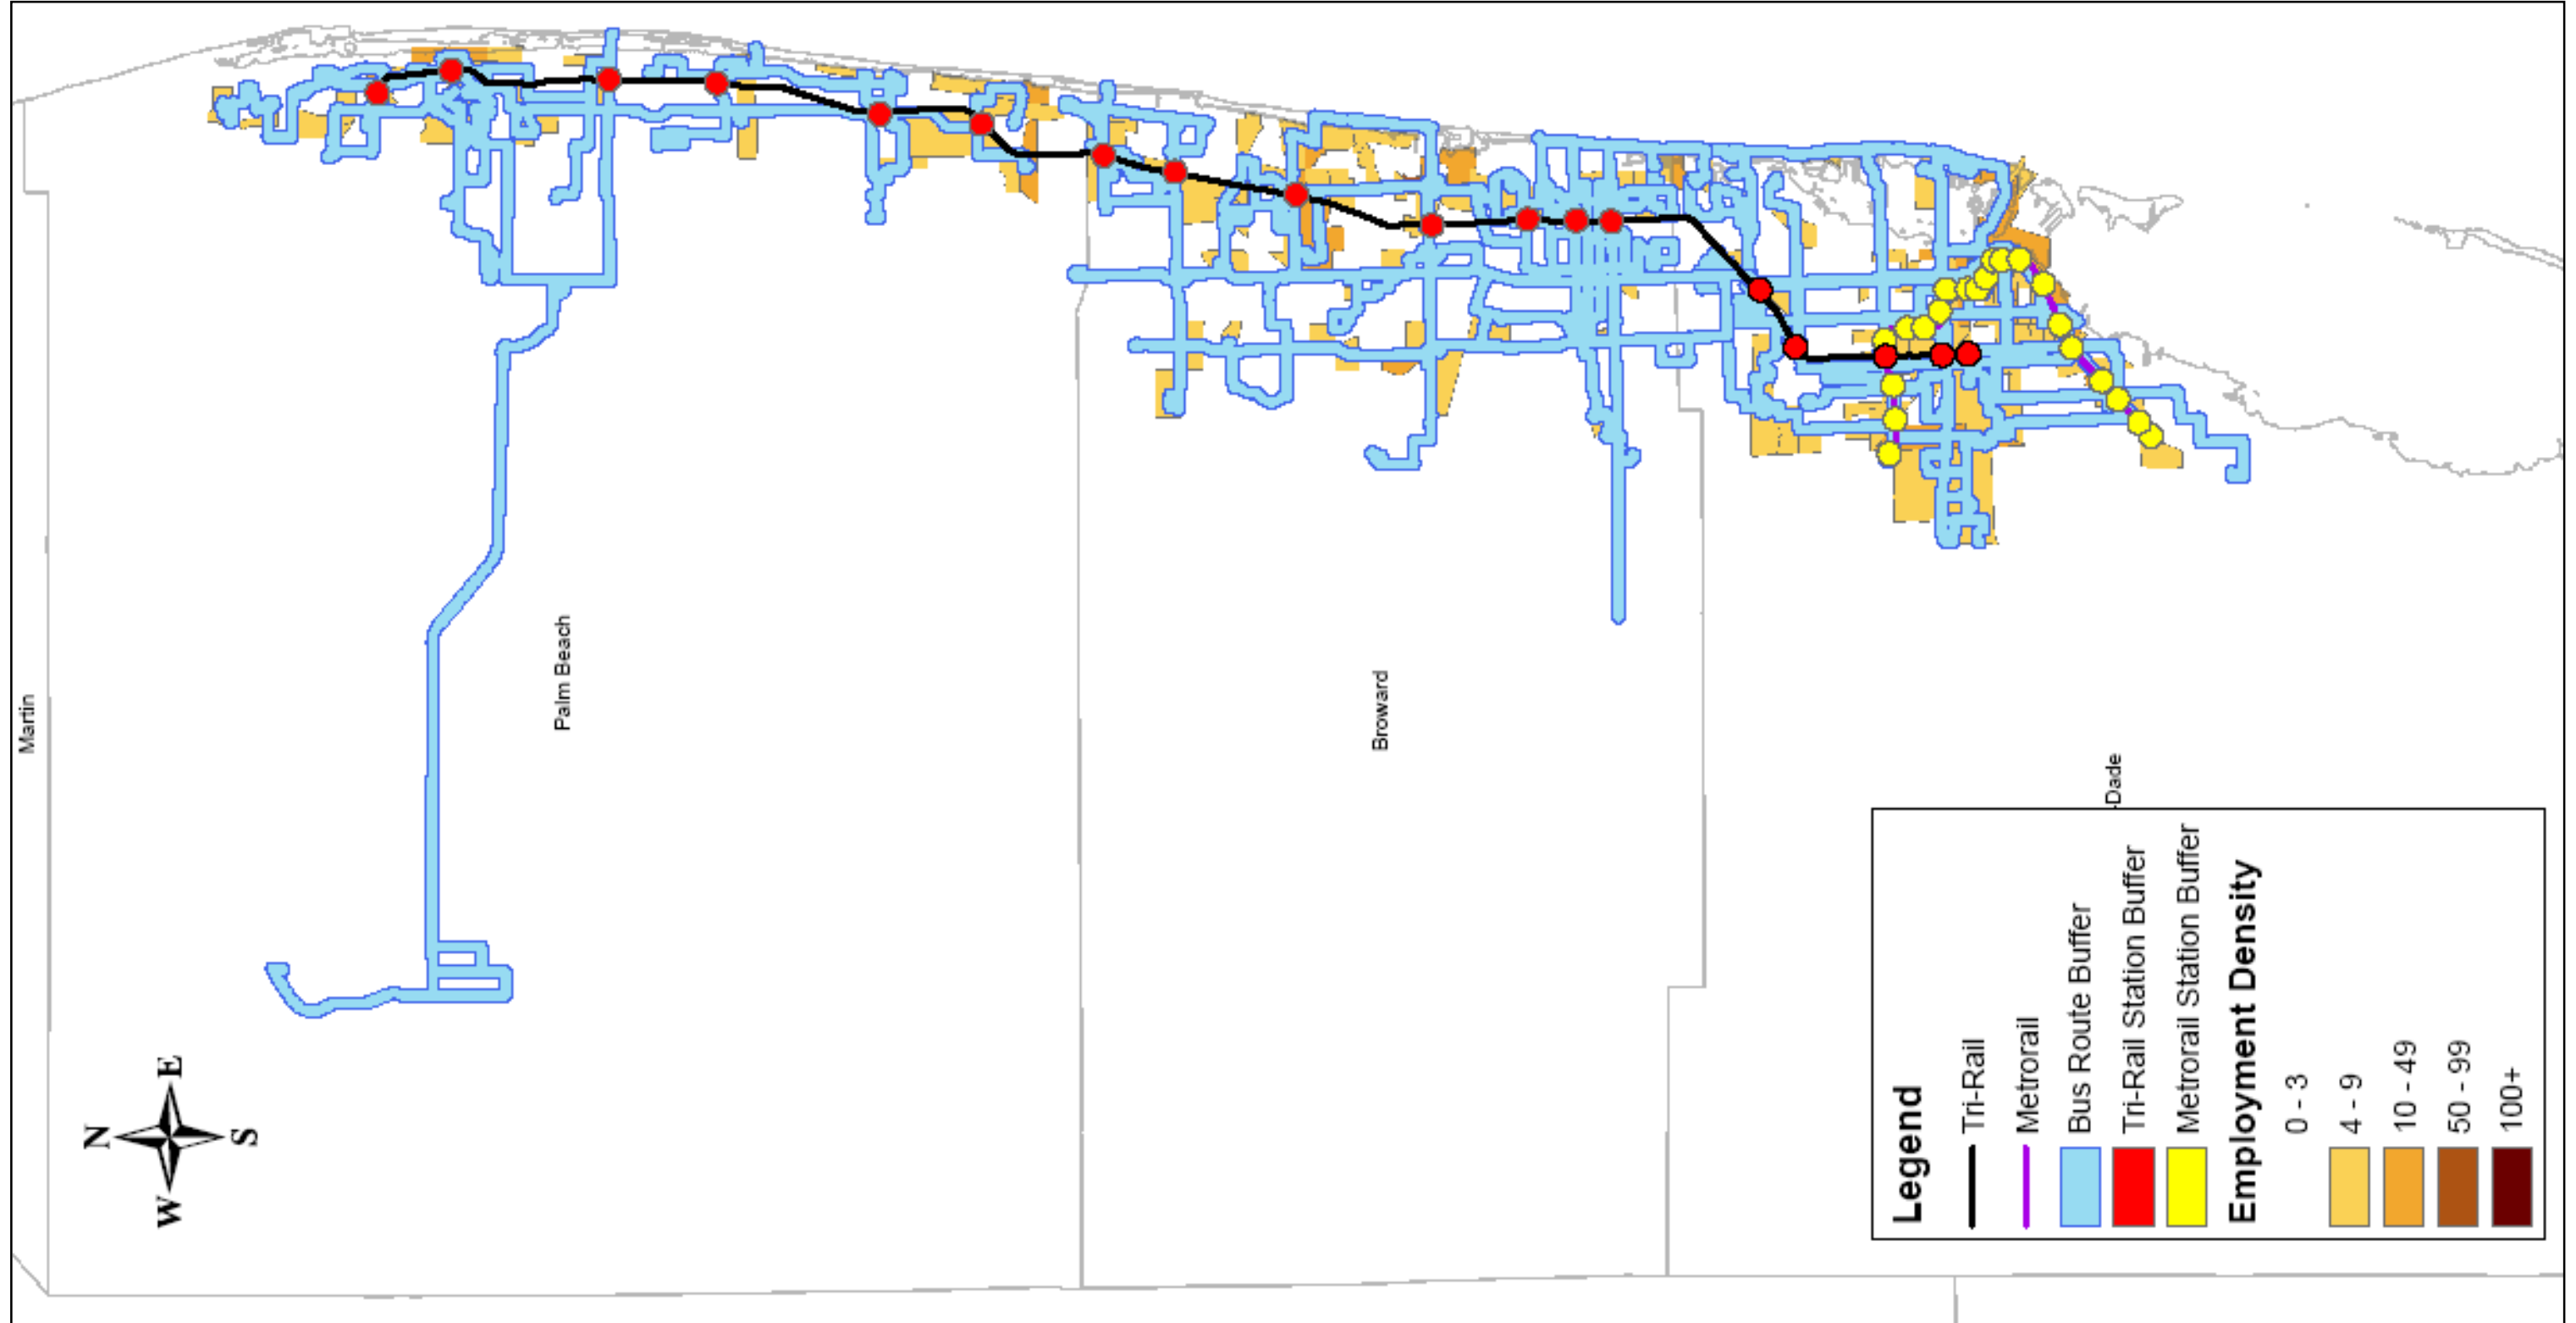 Martin
Palm Beach
Broward
-Dade
N
W
E
S
Legend
Tri-Rail
Metrorail
Bus Route Buffer
Tri-Rail Station Buffer
Metrorail Station Buffer
Employment Density
0 - 3
4 - 9
10 - 49
50 - 99
100+